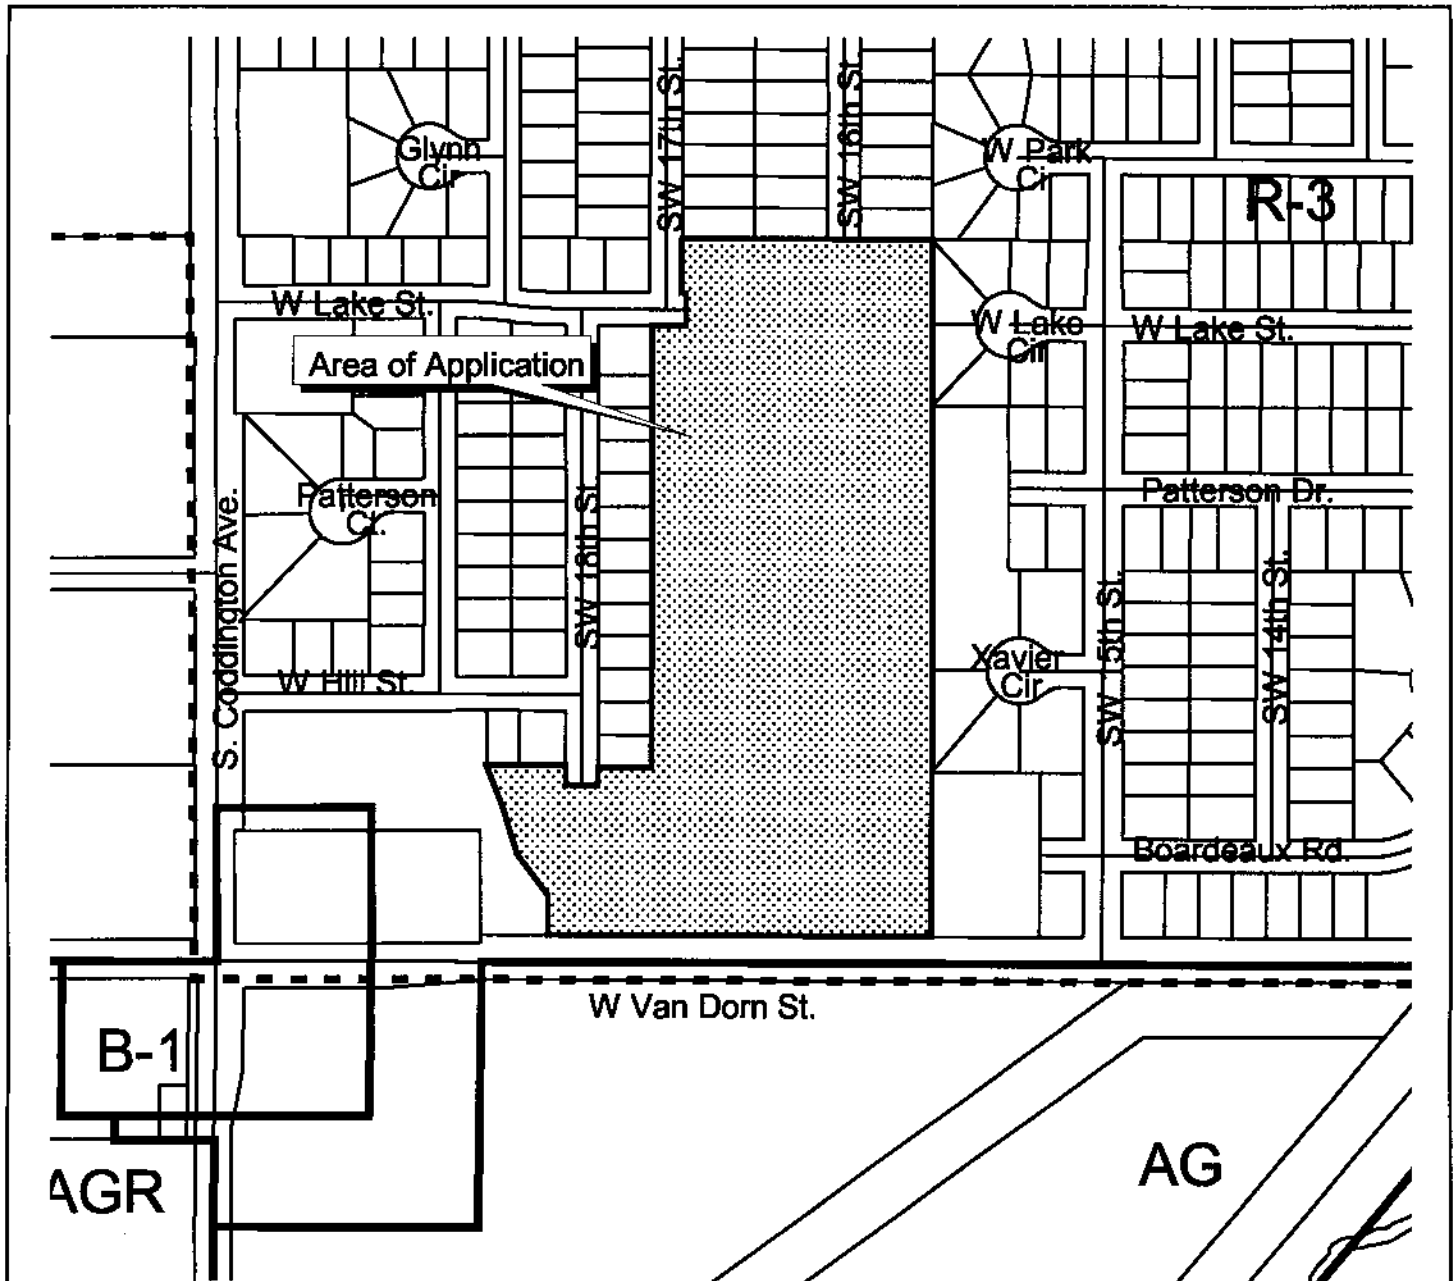 SW 17th St.
SW 16th St.
Glynn
Cir
W Park
Cir
R-3
W Lake St.
W Lake
Cir
W Lake St.
Area of Application
Patterson
Ct.
Patterson Dr.
S. Coddington Ave.
SW 18th St.
SW 15th St.
SW 14th St.
Xavier
Cir
W Hill St.
Boardeaux Rd.
W Van Dorn St.
B-1
AGR
AG